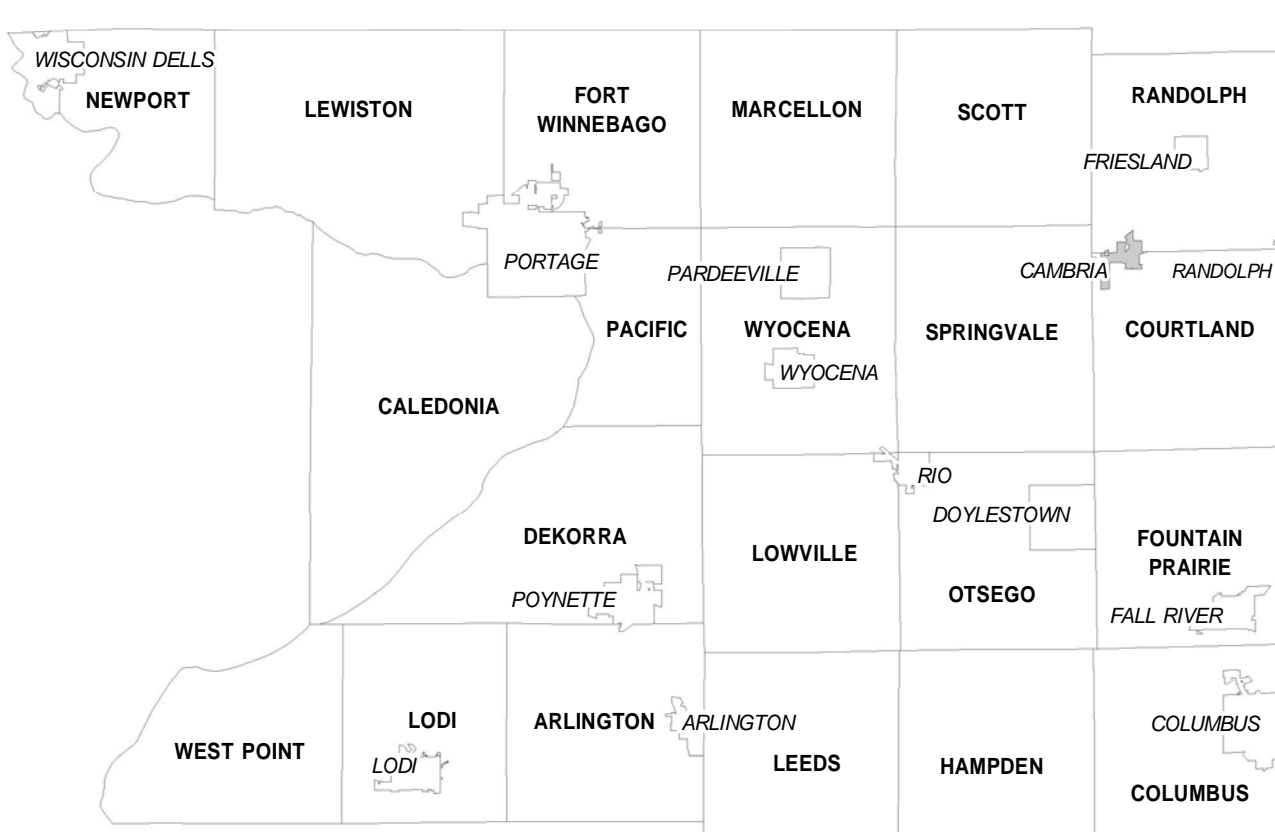 WISCONSIN DELLS
NEWPORT
LEWISTON
FORT
WINNEBAGO
MARCELLON
SCOTT
RANDOLPH
FRIESLAND
PORTAGE
PARDEEVILLE
CAMBRIA
RANDOLPH
PACIFIC
WYOCENA
SPRINGVALE
COURTLAND
WYOCENA
CALEDONIA
RIO
DOYLESTOWN
DEKORRA
LOWVILLE
FOUNTAIN
PRAIRIE
POYNETTE
OTSEGO
FALL RIVER
LODI
ARLINGTON
ARLINGTON
COLUMBUS
WEST POINT
LODI
LEEDS
HAMPDEN
COLUMBUS